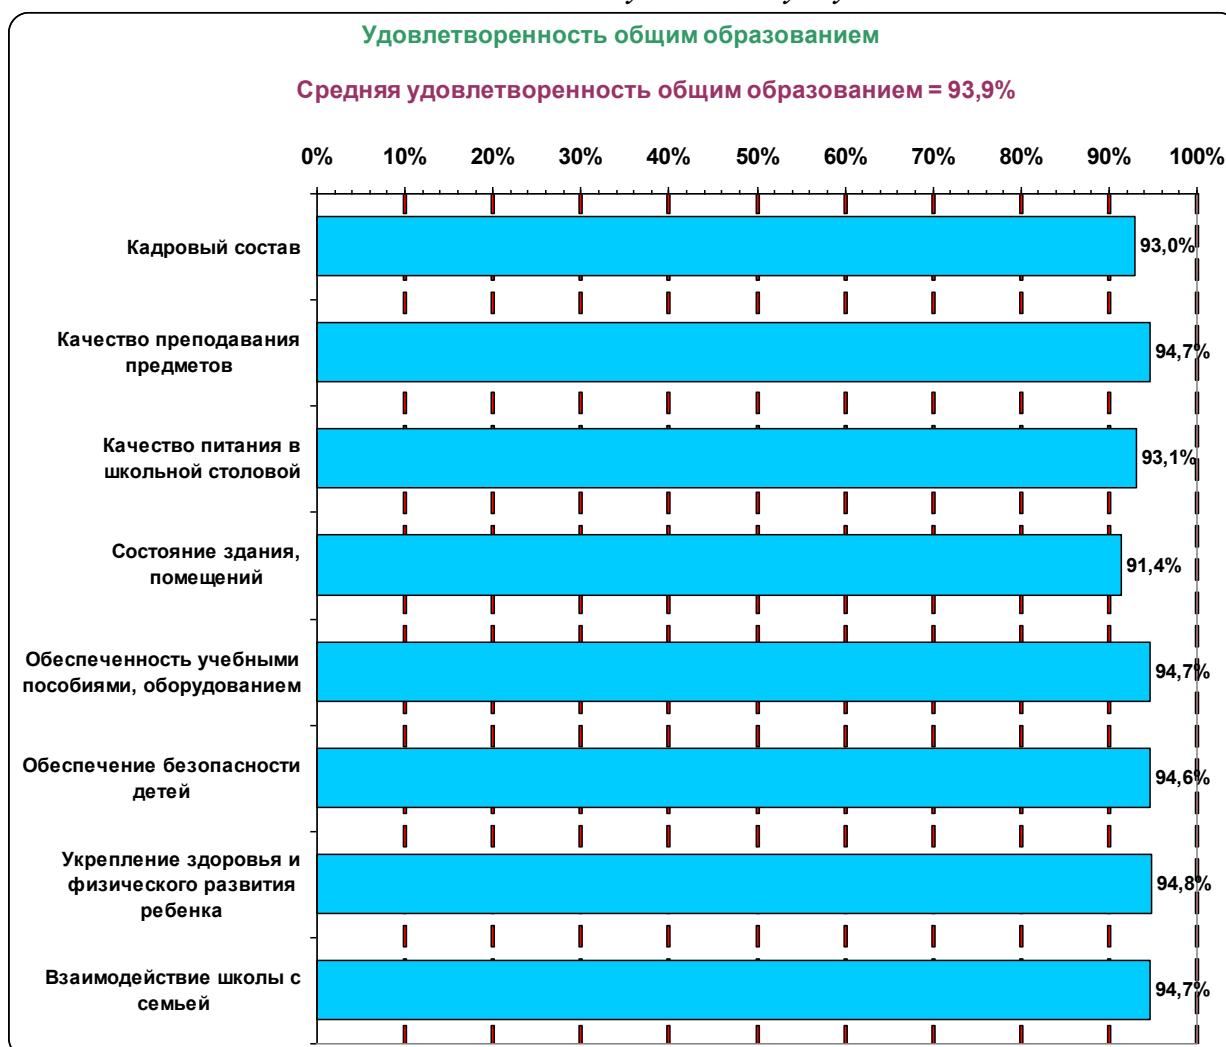 Удовлетворенность общим образованием
Средняя удовлетворенность общим образованием = 93,9%
0% 10% 20% 30% 40% 50% 60% 70% 80% 90% 100%
Кадровый состав
93,0%
Качество преподавания
предметов
94,7%
Качество питания в
школьной столовой
93,1%
Состояние здания,
помещений
91,4%
Обеспеченность учебными
пособиями, оборудованием
94,7%
Обеспечение безопасности
детей
94,6%
Укрепление здоровья и
физического развития
ребенка
94,8%
Взаимодействие школы с
семьей
94,7%